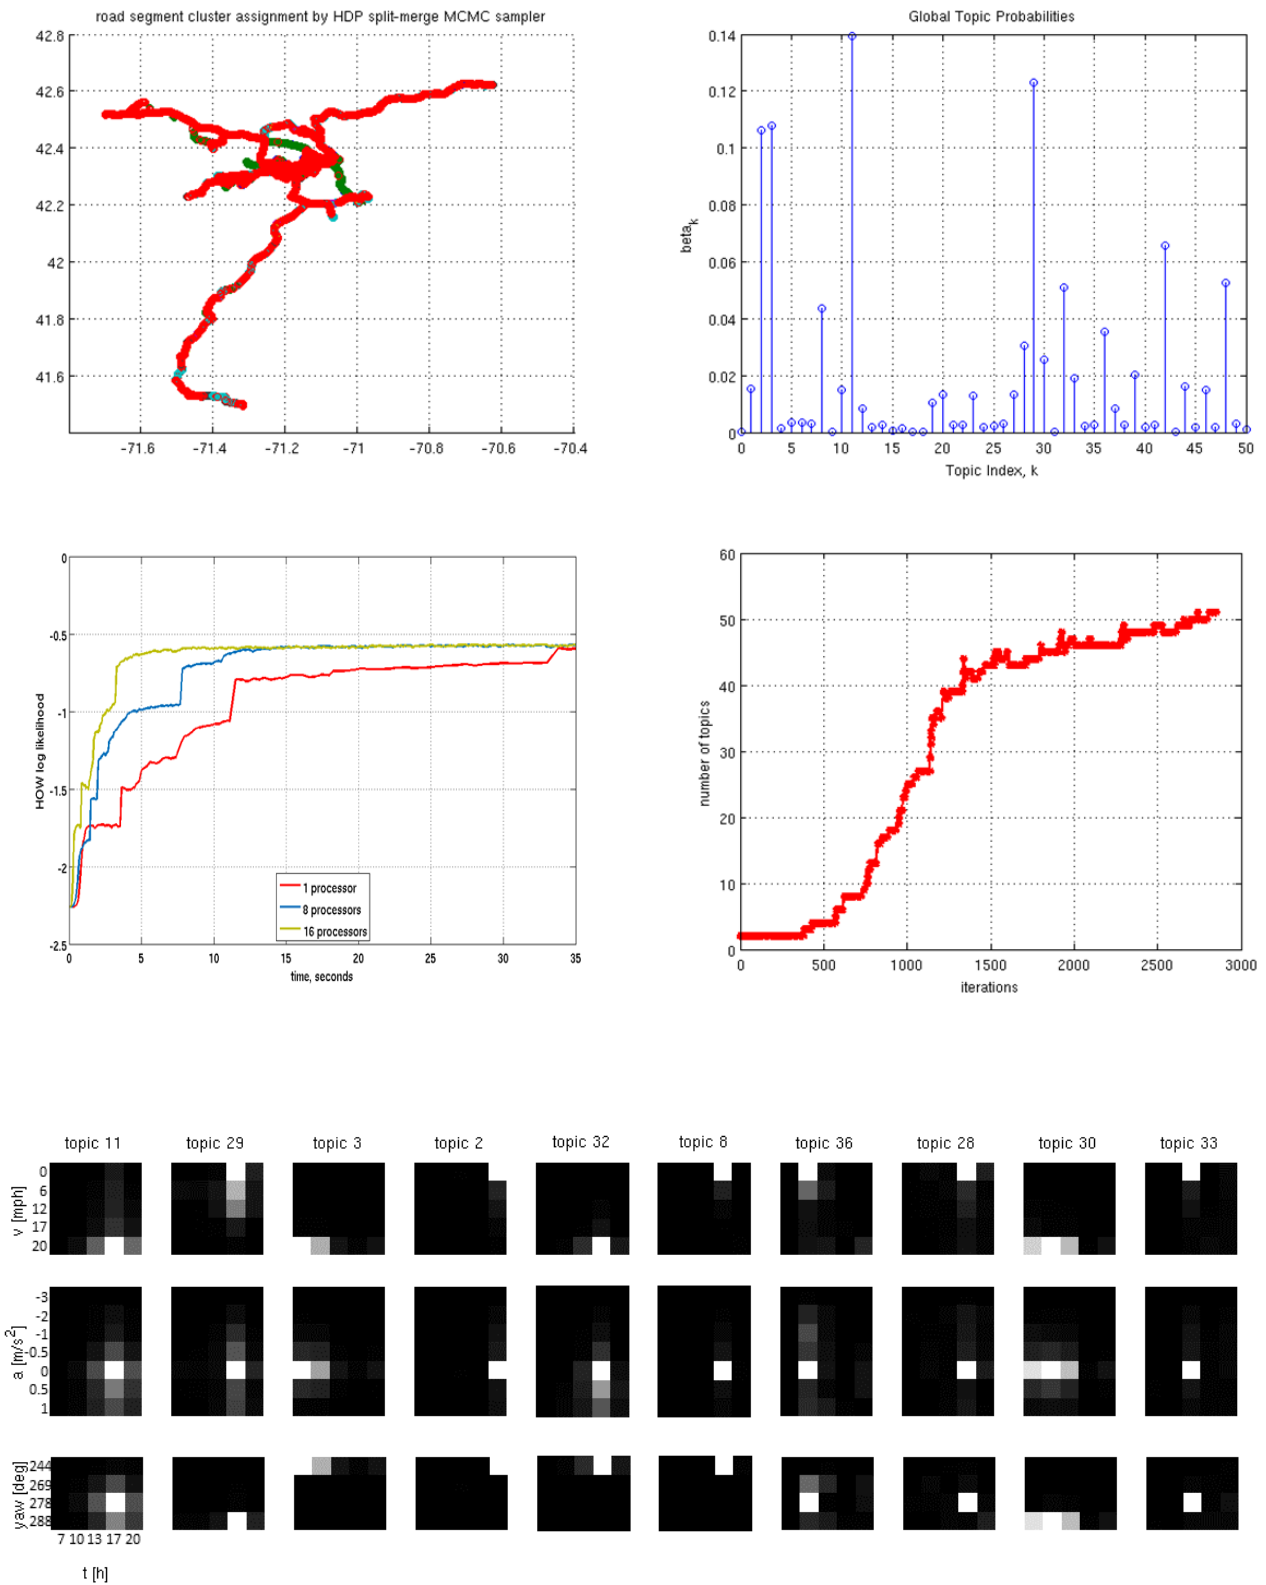 road segment cluster assignment by HDP split-merge MCMC sampler
42.8
42.6
42.4
42.2
42
41.8
41.6
-71.6 -71.4 -71.2 -71 -70.8 -70.6 -70.4
Global Topic Probabilities
0.14
0.12
0.1
0.08
0.06
0.04
0.02
0
beta_k
0 5 10 15 20 25 30 35 40 45 50
Topic Index, k
0
-0.5
-1
-1.5
-2
-2.5
HOW log likelihood
1 processor
8 processors
16 processors
0 5 10 15 20 25 30 35
time, seconds
60
50
40
30
20
10
0
number of topics
0 500 1000 1500 2000 2500 3000
iterations
topic 11 topic 29 topic 3 topic 2 topic 32 topic 8 topic 36 topic 28 topic 30 topic 33
v [mph]
0
6
12
17
20
a [m/s²]
-3
-2
-1
-0.5
0
0.5
1
yaw [deg]
244
269
278
288
7 10 13 17 20
t [h]